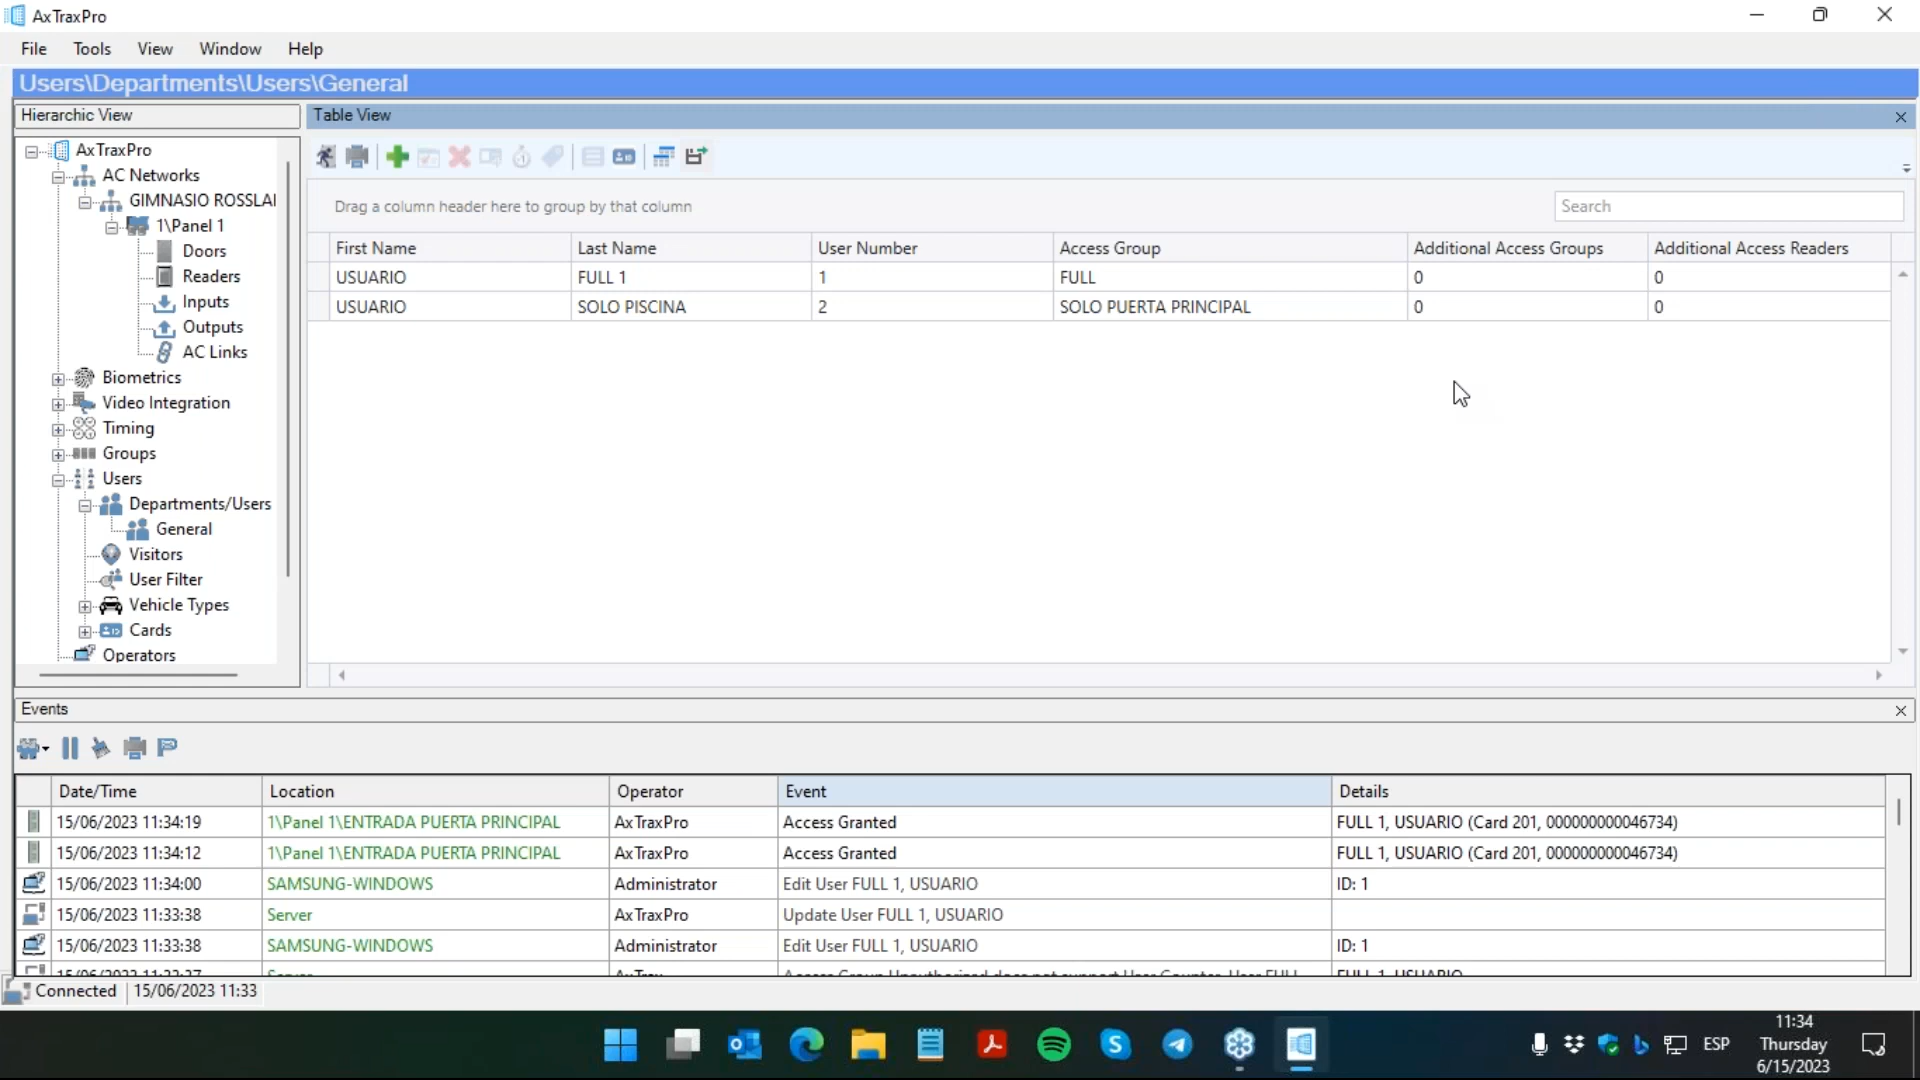 AxTraxPro
File Tools View Window Help
Users\Departments\Users\General
Hierarchic View
AxTraxPro
AC Networks
GIMNASIO ROSSLA
1\Panel 1
Doors
Readers
Inputs
Outputs
AC Links
Biometrics
Video Integration
Timing
Groups
Users
Departments/Users
General
Visitors
User Filter
Vehicle Types
Cards
Operators
Table View
Drag a column header here to group by that column
Search
First Name Last Name User Number Access Group Additional Access Groups Additional Access Readers
USUARIO FULL 1 1 FULL 0 0
USUARIO SOLO PISCINA 2 SOLO PUERTA PRINCIPAL 0 0
Events
Date/Time Location Operator Event Details
15/06/2023 11:34:19 1\Panel 1\ENTRADA PUERTA PRINCIPAL AxTraxPro Access Granted FULL 1, USUARIO (Card 201, 000000000046734)
15/06/2023 11:34:12 1\Panel 1\ENTRADA PUERTA PRINCIPAL AxTraxPro Access Granted FULL 1, USUARIO (Card 201, 000000000046734)
15/06/2023 11:34:00 SAMSUNG-WINDOWS Administrator Edit User FULL 1, USUARIO ID: 1
15/06/2023 11:33:38 Server AxTraxPro Update User FULL 1, USUARIO
15/06/2023 11:33:38 SAMSUNG-WINDOWS Administrator Edit User FULL 1, USUARIO ID: 1
Connected 15/06/2023 11:33
ESP
11:34
Thursday
6/15/2023